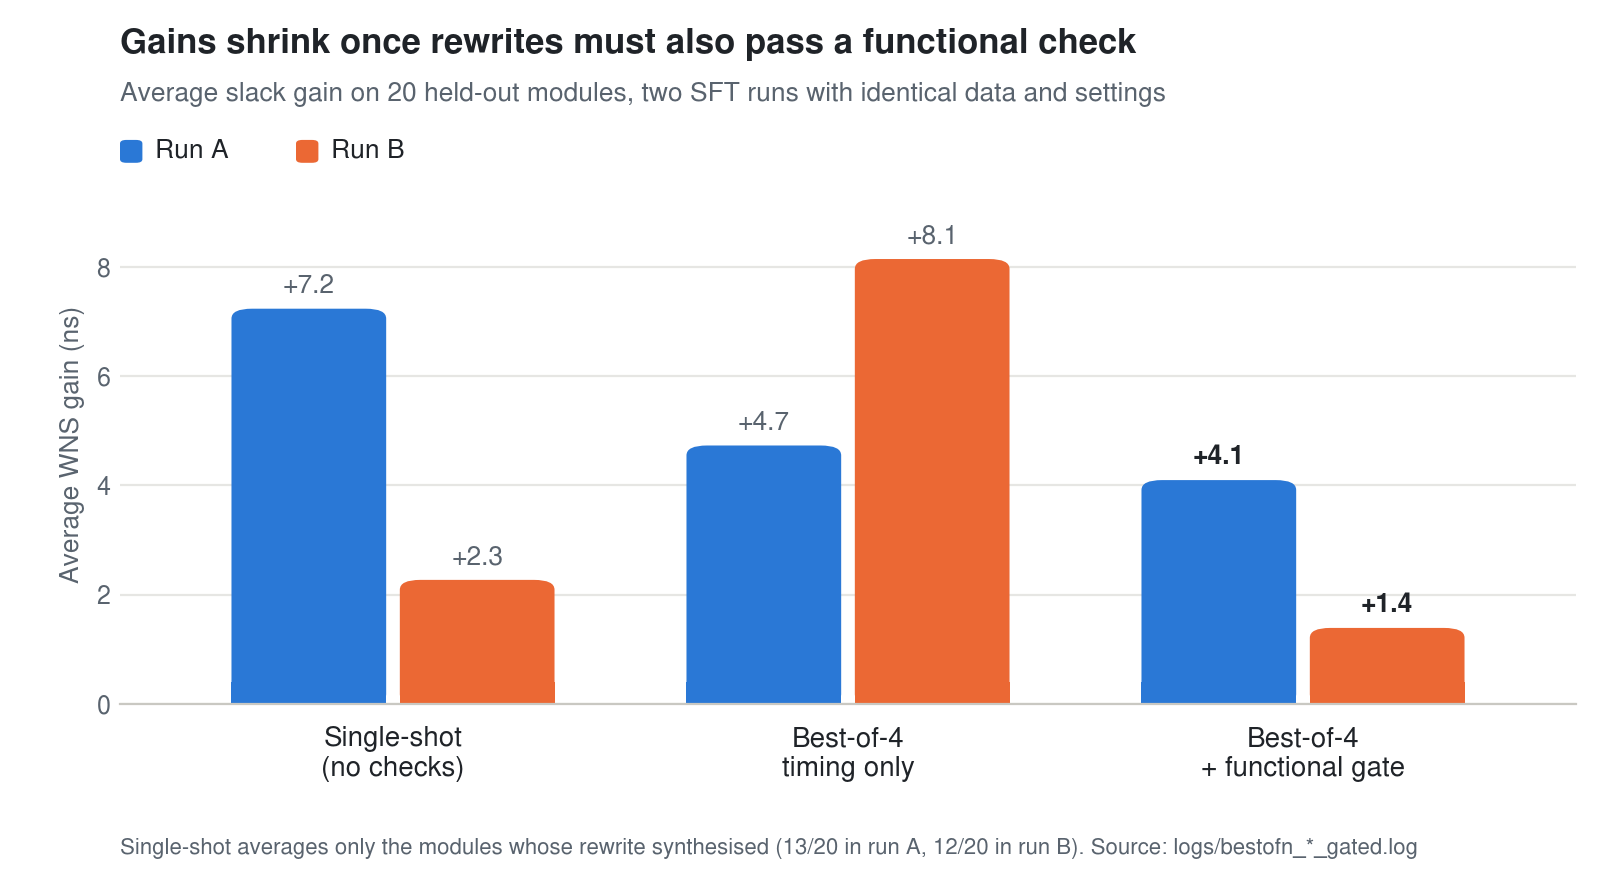 Gains shrink once rewrites must also pass a functional check
Average slack gain on 20 held-out modules, two SFT runs with identical data and settings
Run A
Run B
Average WNS gain (ns)
8
6
4
2
0
+7.2
+2.3
+4.7
+8.1
+4.1
+1.4
Single-shot
(no checks)
Best-of-4
timing only
Best-of-4
+ functional gate
Single-shot averages only the modules whose rewrite synthesised (13/20 in run A, 12/20 in run B). Source: logs/bestofn_*_gated.log